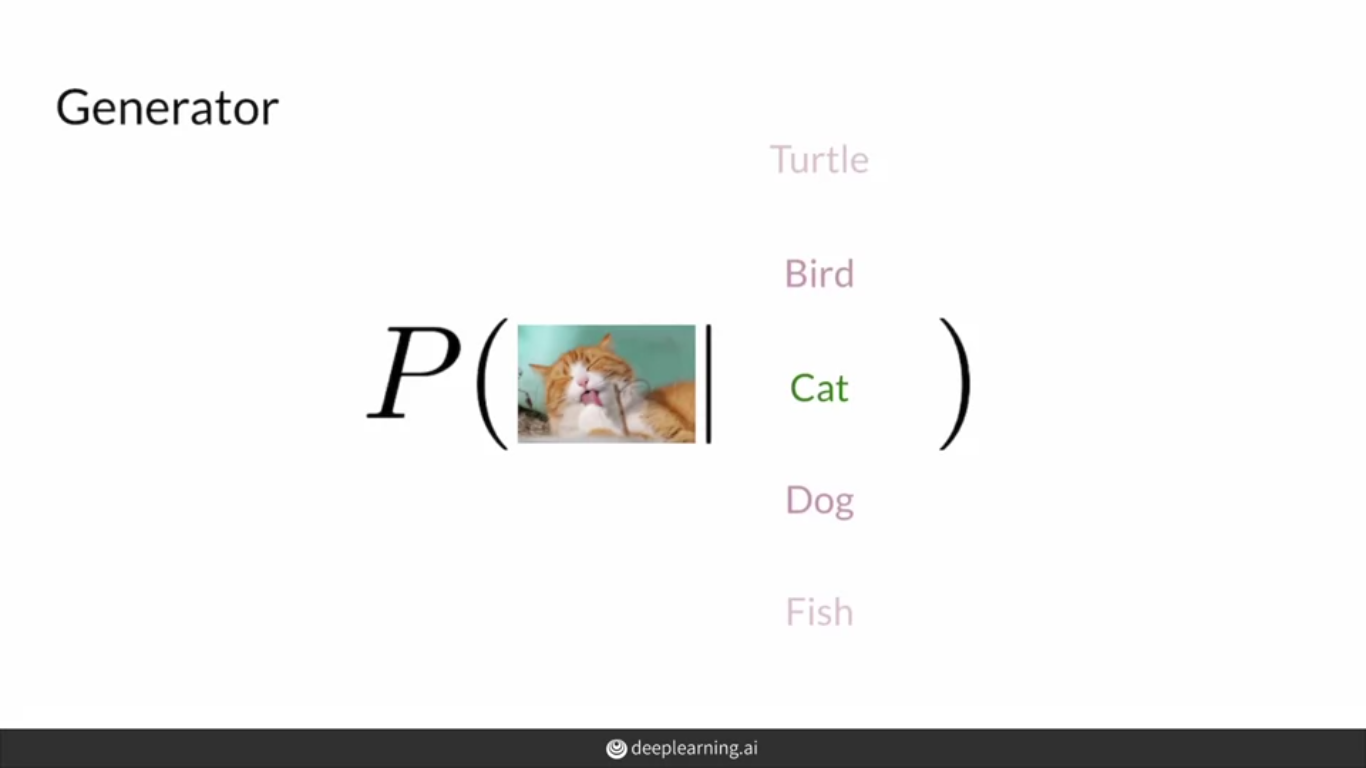 Generator
Turtle
Bird
P( | Cat )
Dog
Fish
deeplearning.ai